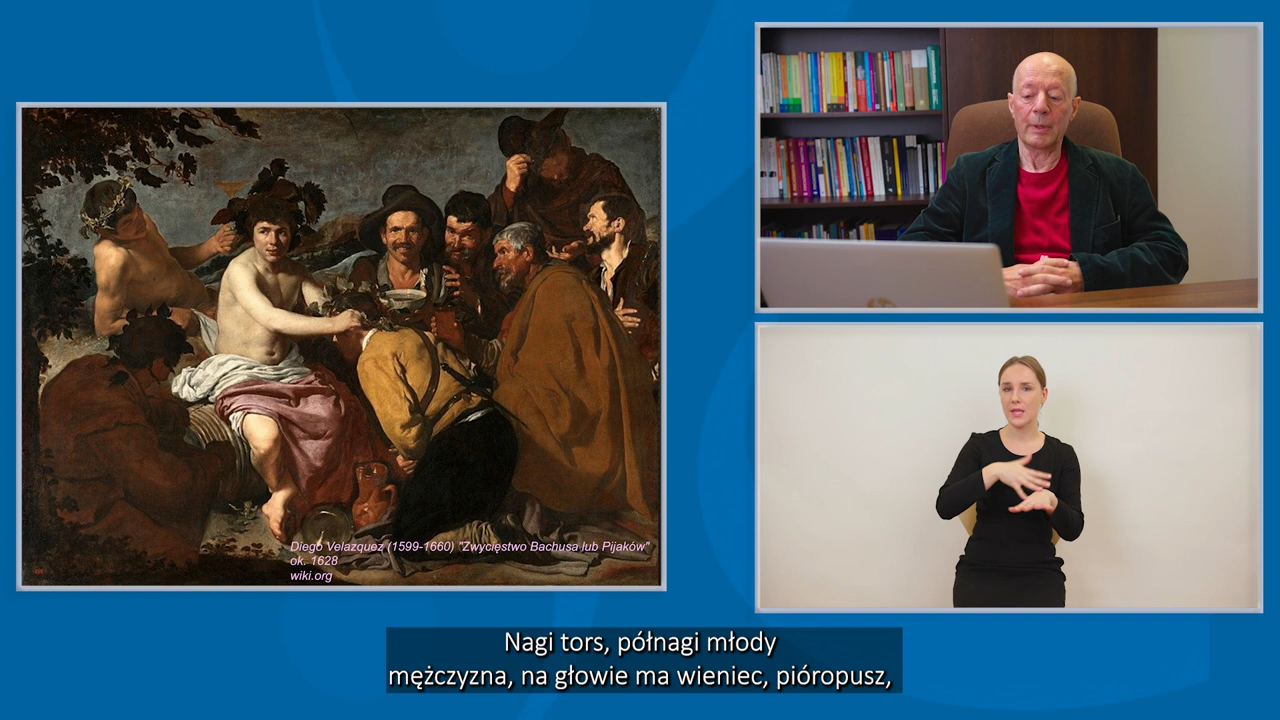 Diego Velazquez (1599-1660) "Zwycięstwo Bachusa lub Pijaków"
ok. 1628
wiki.org
Nagi tors, półnagi młody
mężczyzna, na głowie ma wieniec, pióropusz,